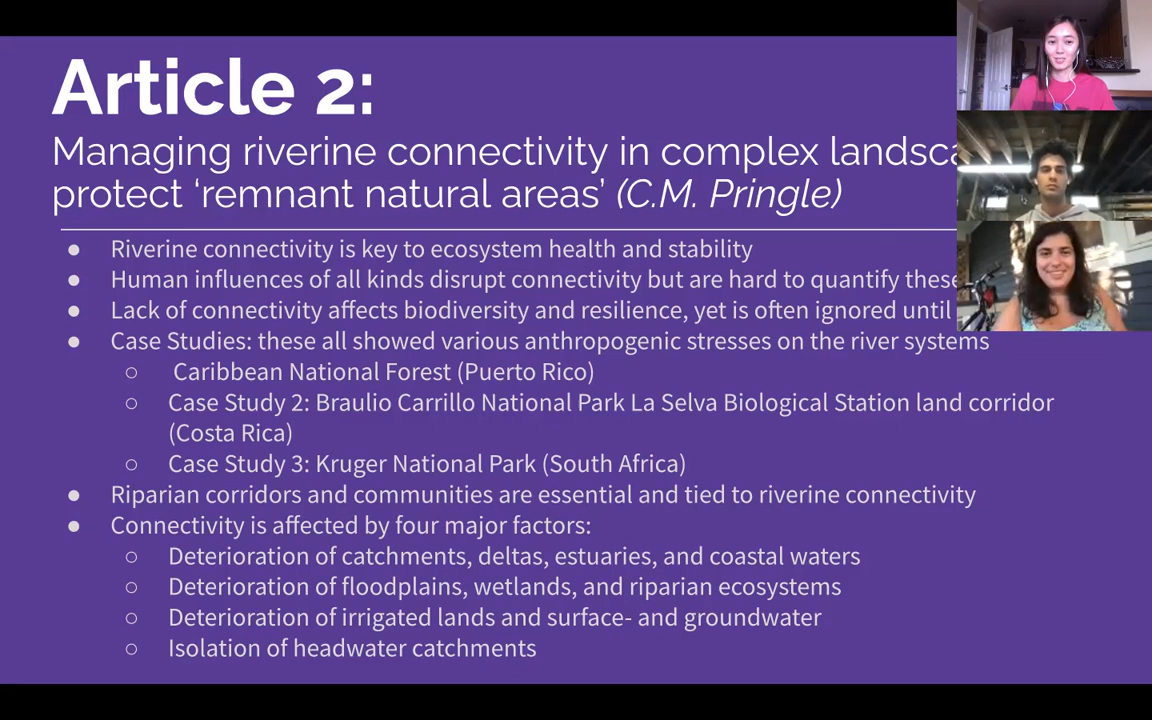 Article 2:
Managing riverine connectivity in complex
protect ‘remnant natural areas’ (C.M. Pringle)
● Riverine connectivity is key to ecosystem health and stability
● Human influences of all kinds disrupt connectivity but are hard to quantify these
● Lack of connectivity affects biodiversity and resilience, yet is often ignored until
● Case Studies: these all showed various anthropogenic stresses on the river systems
○ Caribbean National Forest (Puerto Rico)
○ Case Study 2: Braulio Carrillo National Park La Selva Biological Station land corridor
(Costa Rica)
○ Case Study 3: Kruger National Park (South Africa)
● Riparian corridors and communities are essential and tied to riverine connectivity
● Connectivity is affected by four major factors:
○ Deterioration of catchments, deltas, estuaries, and coastal waters
○ Deterioration of floodplains, wetlands, and riparian ecosystems
○ Deterioration of irrigated lands and surface- and groundwater
○ Isolation of headwater catchments